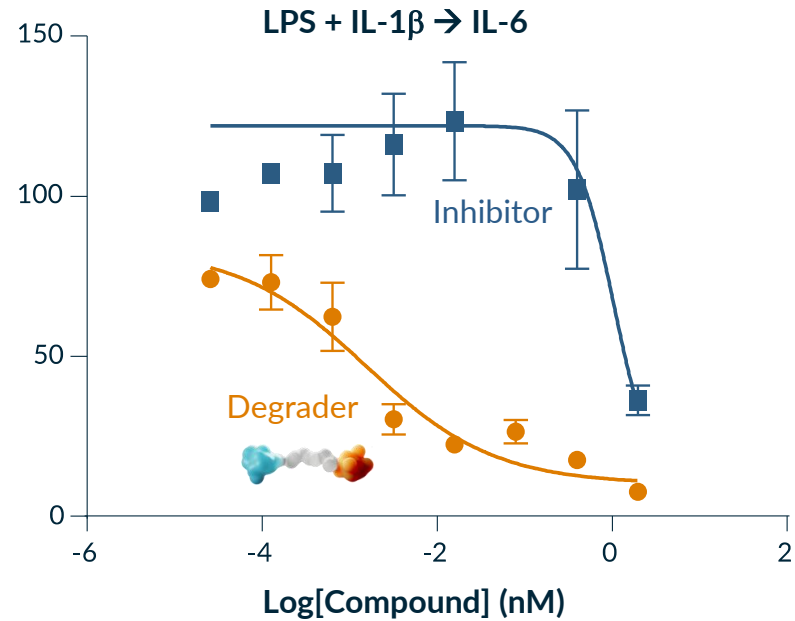 LPS + IL-1β → IL-6
150
100
Inhibitor
50
Degrader
0
-6
-4
-2
0
2
Log[Compound] (nM)